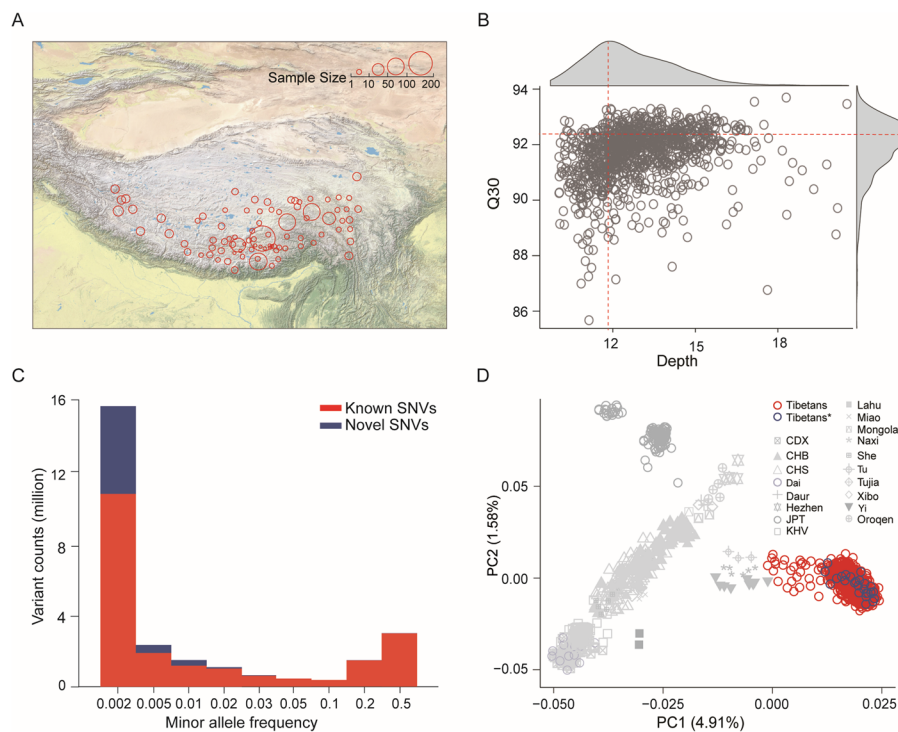 A
Sample Size
1 10 50 100 200
B
94
92
90
88
86
Q30
12 15 18
Depth
C
16
12
8
4
0
Variant counts (million)
Known SNVs
Novel SNVs
0.002 0.005 0.01 0.02 0.03 0.05 0.1 0.2 0.5
Minor allele frequency
D
Tibetans
Tibetans*
CDX
CHB
CHS
Dai
Daur
Hezhen
JPT
KHV
Lahu
Miao
Mongola
Naxi
She
Tu
Tujia
Xibo
Yi
Oroqen
0.05
0.00
−0.05
PC2 (1.58%)
−0.050 −0.025 0.000 0.025
PC1 (4.91%)